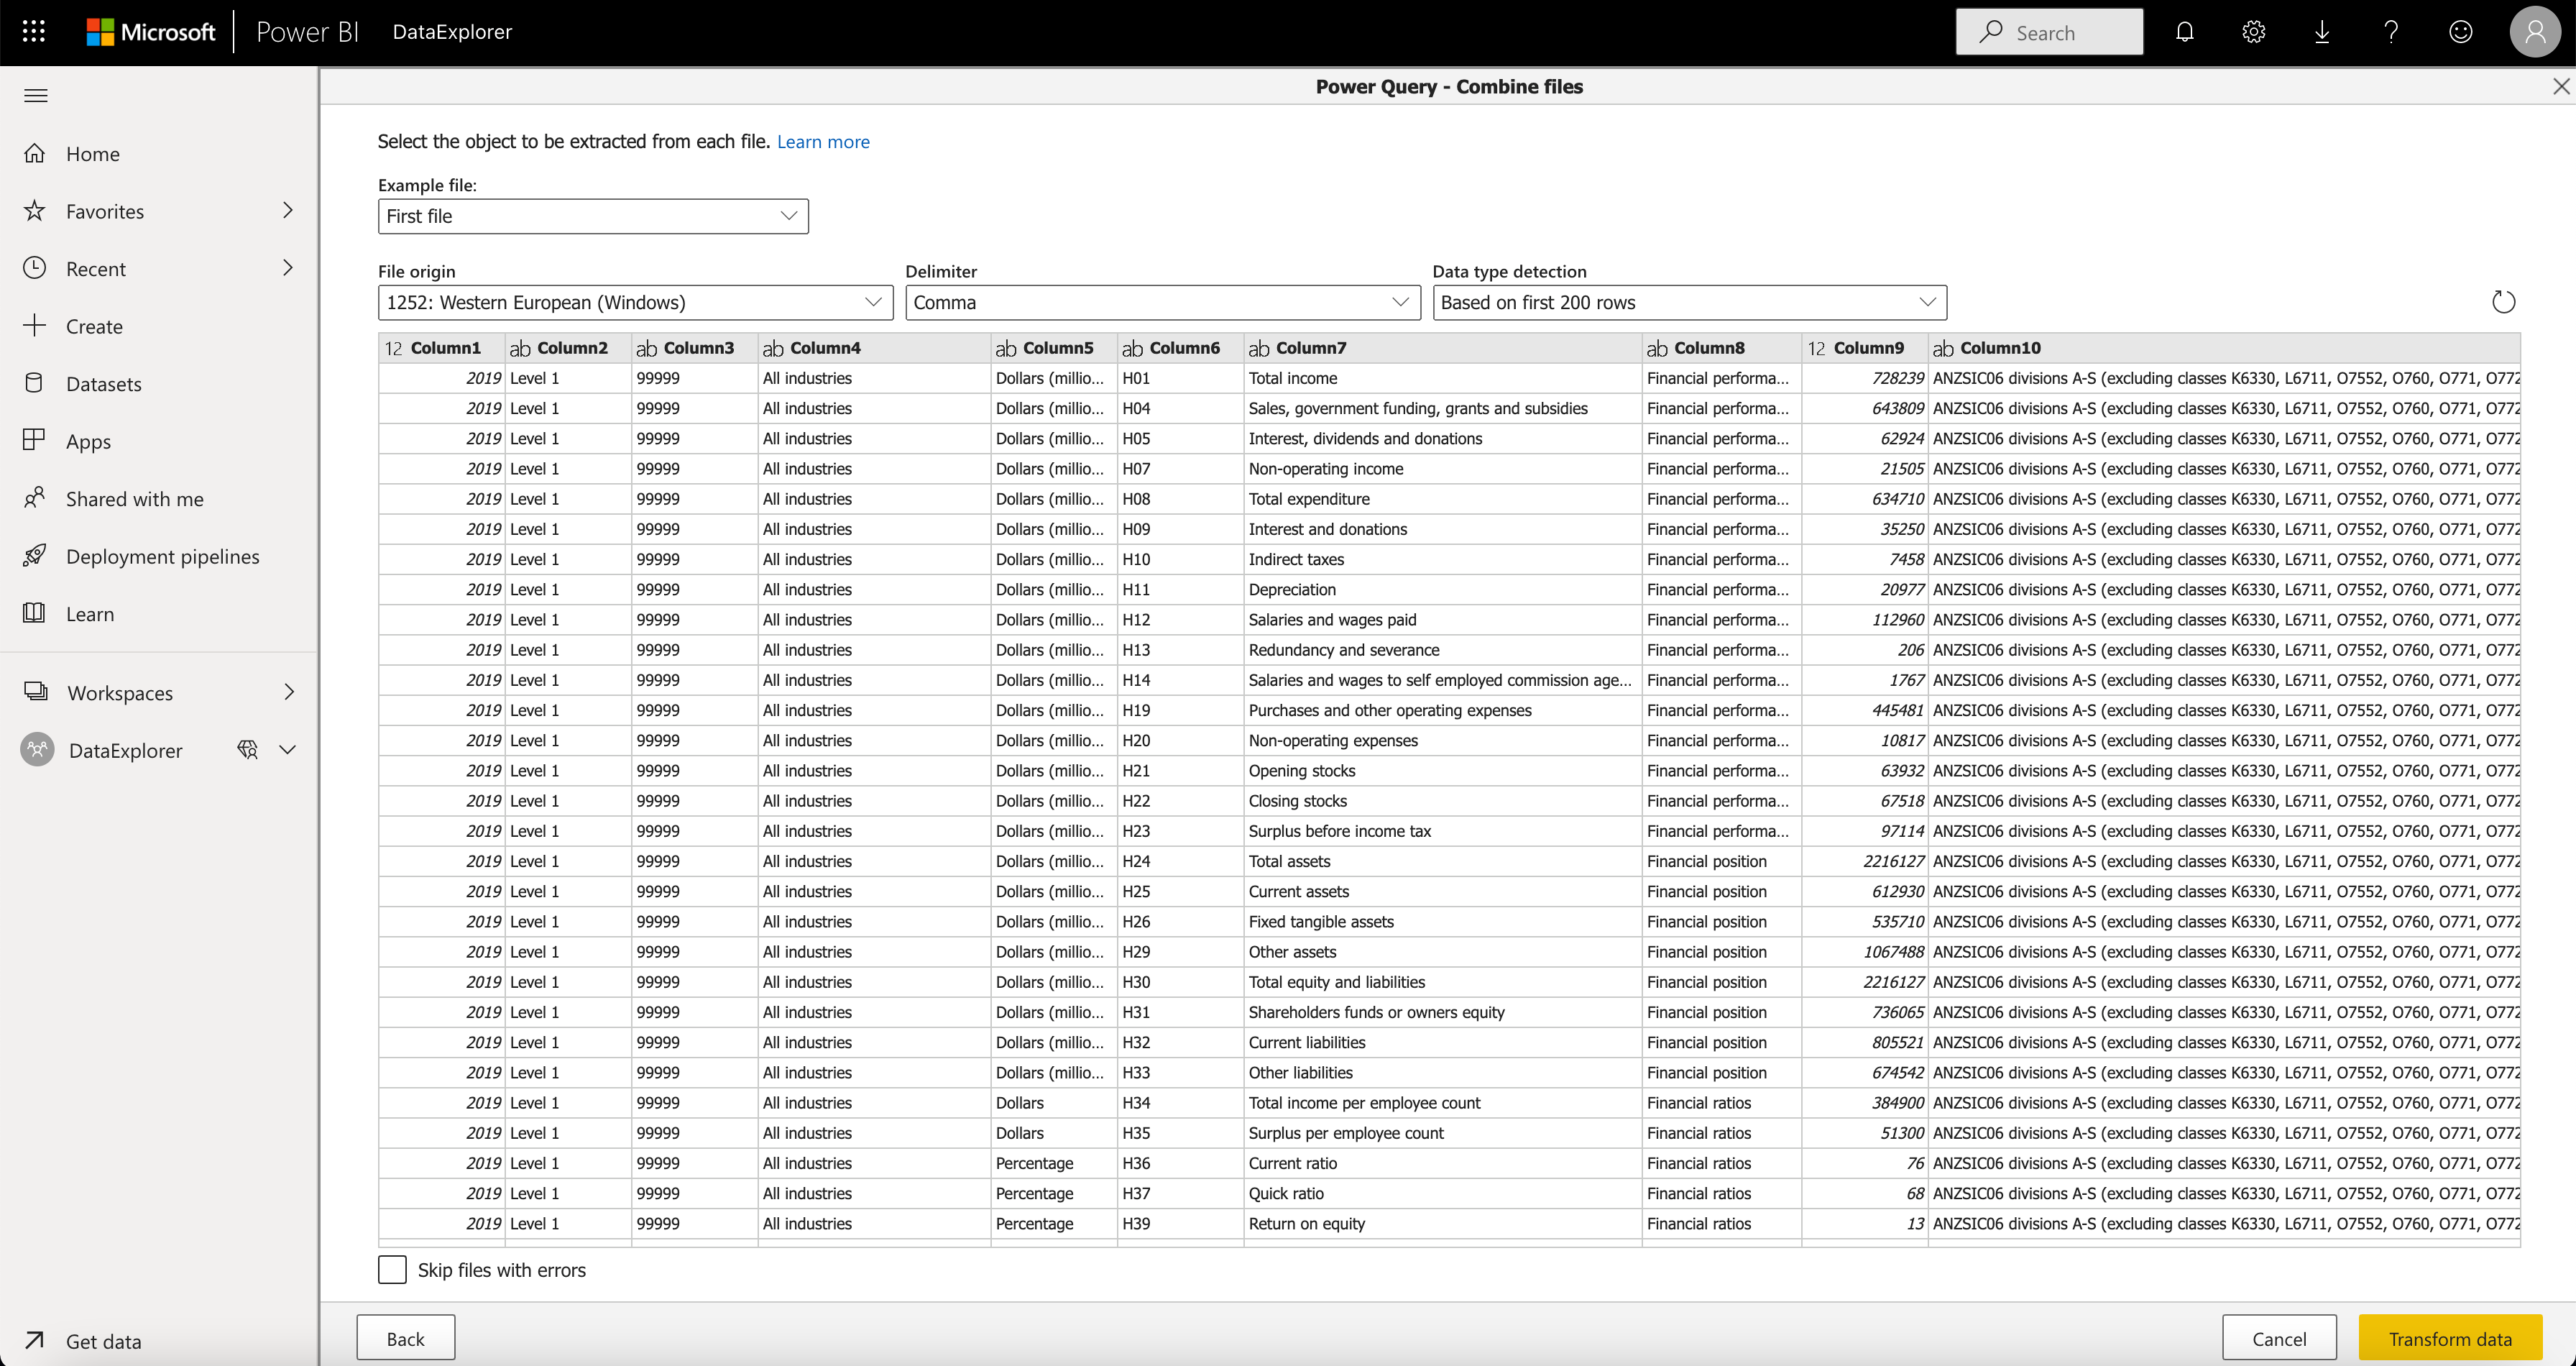 Microsoft Power BI DataExplorer Search
Power Query - Combine files
Home
Favorites
Recent
Create
Datasets
Apps
Shared with me
Deployment pipelines
Learn
Workspaces
DataExplorer
Get data
Select the object to be extracted from each file. Learn more
Example file:
First file
File origin Delimiter Data type detection
1252: Western European (Windows) Comma Based on first 200 rows
12 Column1 ab Column2 ab Column3 ab Column4 ab Column5 ab Column6 ab Column7 ab Column8 12 Column9 ab Column10
2019 Level 1 99999 All industries Dollars (millio... H01 Total income Financial performa... 728239 ANZSIC06 divisions A-S (excluding classes K6330, L6711, O7552, O760, O771, O772
2019 Level 1 99999 All industries Dollars (millio... H04 Sales, government funding, grants and subsidies Financial performa... 643809 ANZSIC06 divisions A-S (excluding classes K6330, L6711, O7552, O760, O771, O772
2019 Level 1 99999 All industries Dollars (millio... H05 Interest, dividends and donations Financial performa... 62924 ANZSIC06 divisions A-S (excluding classes K6330, L6711, O7552, O760, O771, O772
2019 Level 1 99999 All industries Dollars (millio... H07 Non-operating income Financial performa... 21505 ANZSIC06 divisions A-S (excluding classes K6330, L6711, O7552, O760, O771, O772
2019 Level 1 99999 All industries Dollars (millio... H08 Total expenditure Financial performa... 634710 ANZSIC06 divisions A-S (excluding classes K6330, L6711, O7552, O760, O771, O772
2019 Level 1 99999 All industries Dollars (millio... H09 Interest and donations Financial performa... 35250 ANZSIC06 divisions A-S (excluding classes K6330, L6711, O7552, O760, O771, O772
2019 Level 1 99999 All industries Dollars (millio... H10 Indirect taxes Financial performa... 7458 ANZSIC06 divisions A-S (excluding classes K6330, L6711, O7552, O760, O771, O772
2019 Level 1 99999 All industries Dollars (millio... H11 Depreciation Financial performa... 20977 ANZSIC06 divisions A-S (excluding classes K6330, L6711, O7552, O760, O771, O772
2019 Level 1 99999 All industries Dollars (millio... H12 Salaries and wages paid Financial performa... 112960 ANZSIC06 divisions A-S (excluding classes K6330, L6711, O7552, O760, O771, O772
2019 Level 1 99999 All industries Dollars (millio... H13 Redundancy and severance Financial performa... 206 ANZSIC06 divisions A-S (excluding classes K6330, L6711, O7552, O760, O771, O772
2019 Level 1 99999 All industries Dollars (millio... H14 Salaries and wages to self employed commission age... Financial performa... 1767 ANZSIC06 divisions A-S (excluding classes K6330, L6711, O7552, O760, O771, O772
2019 Level 1 99999 All industries Dollars (millio... H19 Purchases and other operating expenses Financial performa... 445481 ANZSIC06 divisions A-S (excluding classes K6330, L6711, O7552, O760, O771, O772
2019 Level 1 99999 All industries Dollars (millio... H20 Non-operating expenses Financial performa... 10817 ANZSIC06 divisions A-S (excluding classes K6330, L6711, O7552, O760, O771, O772
2019 Level 1 99999 All industries Dollars (millio... H21 Opening stocks Financial performa... 63932 ANZSIC06 divisions A-S (excluding classes K6330, L6711, O7552, O760, O771, O772
2019 Level 1 99999 All industries Dollars (millio... H22 Closing stocks Financial performa... 67518 ANZSIC06 divisions A-S (excluding classes K6330, L6711, O7552, O760, O771, O772
2019 Level 1 99999 All industries Dollars (millio... H23 Surplus before income tax Financial performa... 97114 ANZSIC06 divisions A-S (excluding classes K6330, L6711, O7552, O760, O771, O772
2019 Level 1 99999 All industries Dollars (millio... H24 Total assets Financial position 2216127 ANZSIC06 divisions A-S (excluding classes K6330, L6711, O7552, O760, O771, O772
2019 Level 1 99999 All industries Dollars (millio... H25 Current assets Financial position 612930 ANZSIC06 divisions A-S (excluding classes K6330, L6711, O7552, O760, O771, O772
2019 Level 1 99999 All industries Dollars (millio... H26 Fixed tangible assets Financial position 535710 ANZSIC06 divisions A-S (excluding classes K6330, L6711, O7552, O760, O771, O772
2019 Level 1 99999 All industries Dollars (millio... H29 Other assets Financial position 1067488 ANZSIC06 divisions A-S (excluding classes K6330, L6711, O7552, O760, O771, O772
2019 Level 1 99999 All industries Dollars (millio... H30 Total equity and liabilities Financial position 2216127 ANZSIC06 divisions A-S (excluding classes K6330, L6711, O7552, O760, O771, O772
2019 Level 1 99999 All industries Dollars (millio... H31 Shareholders funds or owners equity Financial position 736065 ANZSIC06 divisions A-S (excluding classes K6330, L6711, O7552, O760, O771, O772
2019 Level 1 99999 All industries Dollars (millio... H32 Current liabilities Financial position 805521 ANZSIC06 divisions A-S (excluding classes K6330, L6711, O7552, O760, O771, O772
2019 Level 1 99999 All industries Dollars (millio... H33 Other liabilities Financial position 674542 ANZSIC06 divisions A-S (excluding classes K6330, L6711, O7552, O760, O771, O772
2019 Level 1 99999 All industries Dollars H34 Total income per employee count Financial ratios 384900 ANZSIC06 divisions A-S (excluding classes K6330, L6711, O7552, O760, O771, O772
2019 Level 1 99999 All industries Dollars H35 Surplus per employee count Financial ratios 51300 ANZSIC06 divisions A-S (excluding classes K6330, L6711, O7552, O760, O771, O772
2019 Level 1 99999 All industries Percentage H36 Current ratio Financial ratios 76 ANZSIC06 divisions A-S (excluding classes K6330, L6711, O7552, O760, O771, O772
2019 Level 1 99999 All industries Percentage H37 Quick ratio Financial ratios 68 ANZSIC06 divisions A-S (excluding classes K6330, L6711, O7552, O760, O771, O772
2019 Level 1 99999 All industries Percentage H39 Return on equity Financial ratios 13 ANZSIC06 divisions A-S (excluding classes K6330, L6711, O7552, O760, O771, O772
Skip files with errors
Back Cancel Transform data